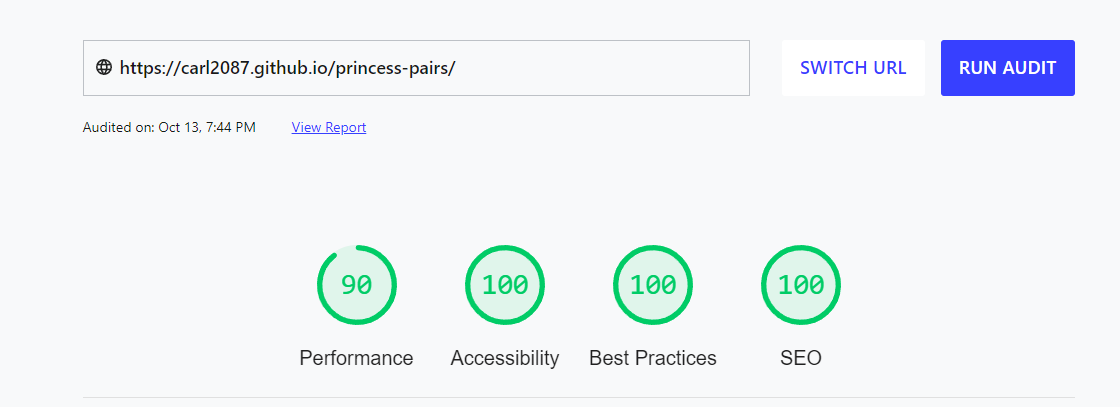 https://carl2087.github.io/princess-pairs/ SWITCH URL RUN AUDIT
Audited on: Oct 13, 7:44 PM View Report
90 100 100 100
Performance Accessibility Best Practices SEO